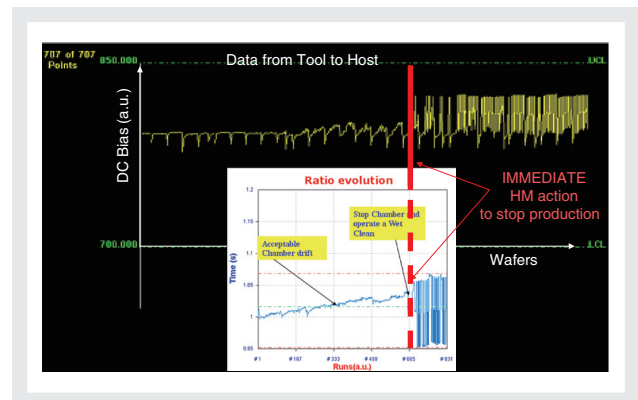 707 of 707
Points
850.000
Data from Tool to Host
UCL
DC Bias (a.u.)
IMMEDIATE
HM action
to stop production
700.000
LCL
Wafers
Ratio evolution
1.2
1.15
1.1
1.05
1
0.95
Time (s)
Stop Chamber and
operate a Wet
Clean
Acceptable
Chamber drift
#1
#167
#333
#499
#665
#831
Runs(a.u.)